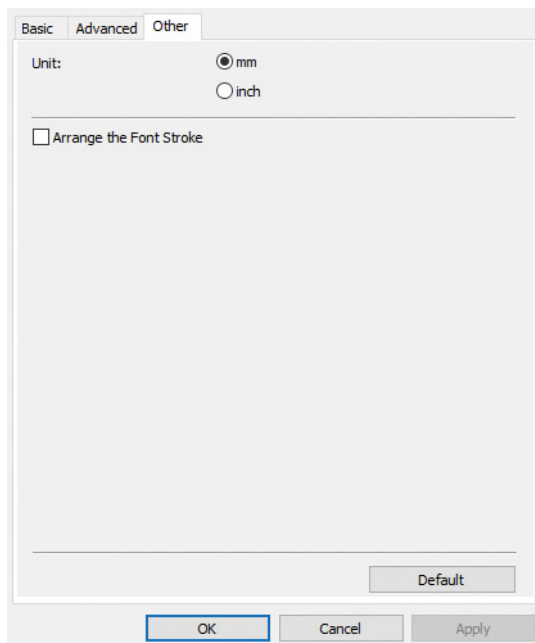 Basic Advanced Other
Unit: mm
inch
Arrange the Font Stroke
Default
OK Cancel Apply